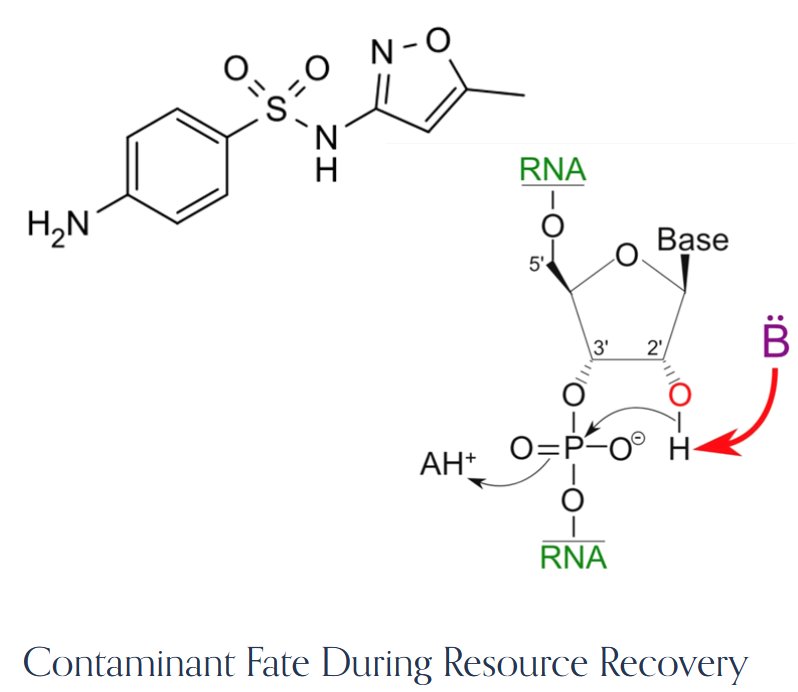 N O
O O
S
N
H
H₂N
RNA
O
5'
O Base
3' 2'
B̈
O O
AH⁺ O=P–O⊖ H
O
RNA
Contaminant Fate During Resource Recovery